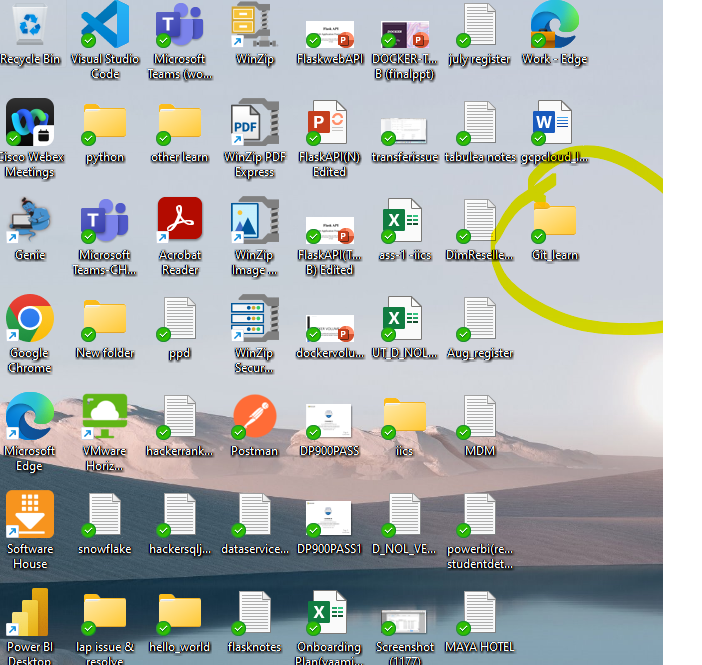 Recycle Bin
Visual Studio
Code
Microsoft
Teams (wo...
WinZip
FlaskwebAPI
DOCKER-T...
B (finalppt)
july register
Work - Edge
Cisco Webex
Meetings
python
other learn
PDF
WinZip PDF
Express
FlaskAPI(N)
Edited
transferissue
tabulea notes
gcpcloud_l...
Genie
Microsoft
Teams-CH...
Acrobat
Reader
WinZip
Image ...
Flask API
FlaskAPI(T...
B) Edited
ass-1 -iics
DimReselle...
Git_learn
Google
Chrome
New folder
ppd
WinZip
Secur...
dockervolu...
UT_D_NOL...
Aug_register
Microsoft
Edge
VMware
Horiz...
hackerrank...
Postman
DP900PASS
iics
MDM
Software
House
snowflake
hackersqlj...
dataservice...
DP900PASS1
D_NOL_VE...
powerbi(re...
studentdet...
Power BI
Desktop
lap issue &
resolve
hello_world
flasknotes
Onboarding
Plan(vaami...
Screenshot
(1177)
MAYA HOTEL